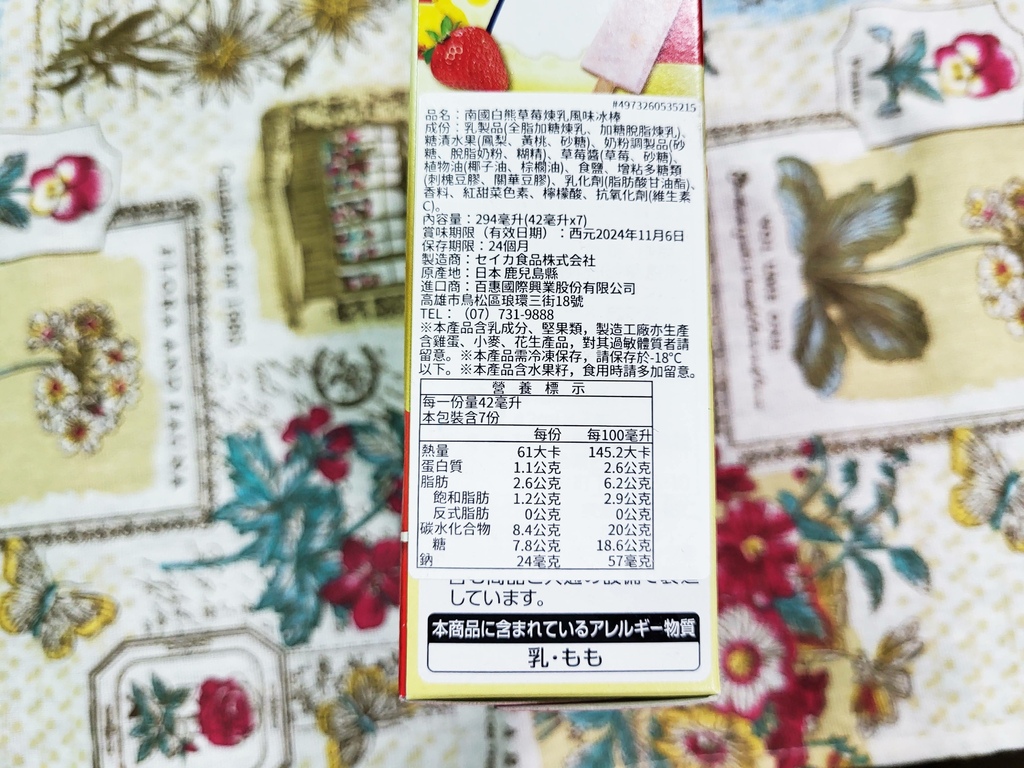 #4973260535215
品名：南國白熊草莓煉乳風味冰棒
成份：乳製品(全脂加糖煉乳、加糖脫脂煉乳)、
糖漬水果(鳳梨、黃桃、砂糖)、奶粉調製品(砂
糖、脫脂奶粉、糊精)、草莓醬(草莓、砂糖)、
植物油(椰子油、棕櫚油)、食鹽、增粘多糖類
(刺槐豆膠、關華豆膠)、乳化劑(脂肪酸甘油酯)、
香料、紅甜菜色素、檸檬酸、抗氧化劑(維生素
C)。
內容量：294毫升(42毫升x7)
賞味期限（有效日期）：西元2024年11月6日
保存期限：24個月
製造商：セイカ食品株式会社
原產地：日本 鹿兒島縣
進口商：百惠國際興業股份有限公司
高雄市鳥松區琅環三街18號
TEL：（07）731-9888
※本產品含乳成分、堅果類，製造工廠亦生產
含雞蛋、小麥、花生產品，對其過敏體質者請
留意。※本產品需冷凍保存，請保存於-18°C
以下。※本產品含水果籽，食用時請多加留意。
營養標示
每一份量42毫升
本包裝含7份
每份 每100毫升
熱量 61大卡 145.2大卡
蛋白質 1.1公克 2.6公克
脂肪 2.6公克 6.2公克
飽和脂肪 1.2公克 2.9公克
反式脂肪 0公克 0公克
碳水化合物 8.4公克 20公克
糖 7.8公克 18.6公克
鈉 24毫克 57毫克
しています。
本商品に含まれているアレルギー物質
乳・もも